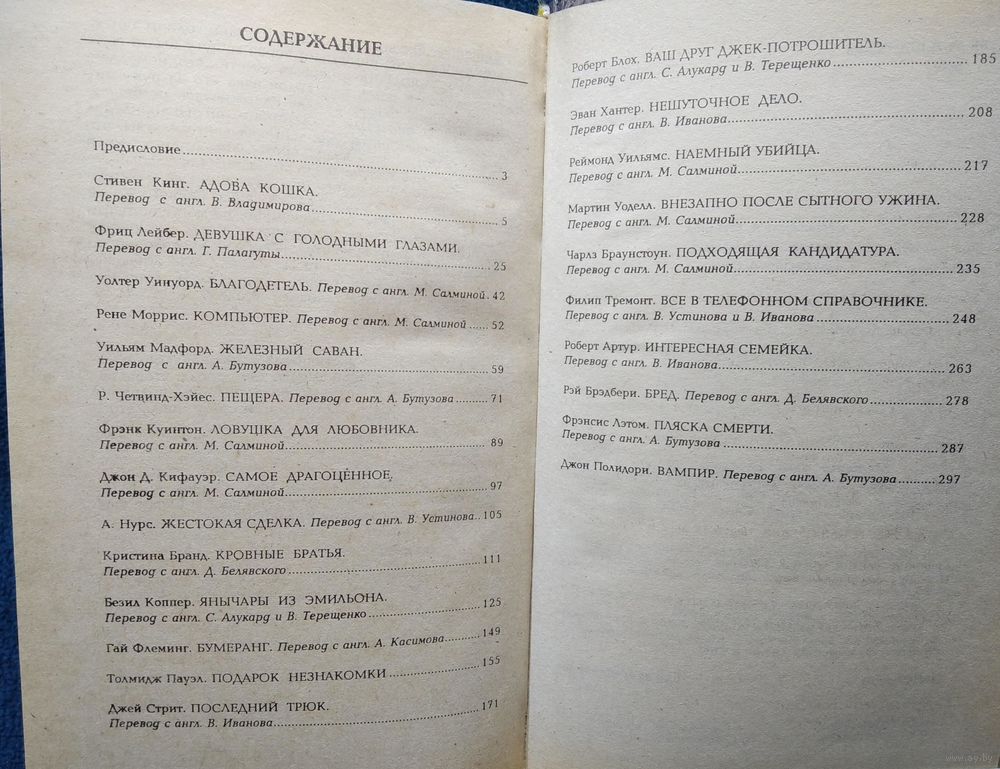 СОДЕРЖАНИЕ
Предисловие.......................................................3
Стивен Кинг. АДОВА КОШКА.
Перевод с англ. В. Владимирова..............................5
Фриц Лейбер. ДЕВУШКА С ГОЛОДНЫМИ ГЛАЗАМИ.
Перевод с англ. Г. Палагуты....................................25
Уолтер Уинуорд. БЛАГОДЕТЕЛЬ. Перевод с англ. М. Салминой. 42
Рене Моррис. КОМПЬЮТЕР. Перевод с англ. М. Салминой ...... 52
Уильям Мадфорд. ЖЕЛЕЗНЫЙ САВАН.
Перевод с англ. А. Бутузова....................................59
Р. Четвинд-Хэйес. ПЕЩЕРА. Перевод с англ. А. Бутузова .........71
Фрэнк Куинтон. ЛОВУШКА ДЛЯ ЛЮБОВНИКА.
Перевод с англ. М. Салминой....................................89
Джон Д. Кифауэр. САМОЕ ДРАГОЦЕННОЕ.
Перевод с англ. М. Салминой....................................97
А. Нурс. ЖЕСТОКАЯ СДЕЛКА. Перевод с англ. В. Устинова..105
Кристина Бранд. КРОВНЫЕ БРАТЬЯ.
Перевод с англ. Д. Белявского..................................111
Безил Коппер. ЯНЫЧАРЫ ИЗ ЭМИЛЬОНА.
Перевод с англ. С. Алукард и В. Терещенко.....................125
Гай Флеминг. БУМЕРАНГ. Перевод с англ. А. Касимова.........149
Толмидж Пауэл. ПОДАРОК НЕЗНАКОМКИ ....................155
Джей Стрит. ПОСЛЕДНИЙ ТРЮК.
Перевод с англ. В. Иванова....................................171
Роберт Блох. ВАШ ДРУГ ДЖЕК-ПОТРОШИТЕЛЬ.
Перевод с англ. С. Алукард и В. Терещенко.....................185
Эван Хантер. НЕШУТОЧНОЕ ДЕЛО.
Перевод с англ. В. Иванова....................................208
Реймонд Уильямс. НАЕМНЫЙ УБИЙЦА.
Перевод с англ. М. Салминой..................................217
Мартин Уоделл. ВНЕЗАПНО ПОСЛЕ СЫТНОГО УЖИНА.
Перевод с англ. М. Салминой..................................228
Чарлз Браунстоун. ПОДХОДЯЩАЯ КАНДИДАТУРА.
Перевод с англ. М. Салминой..................................235
Филип Тремонт. ВСЕ В ТЕЛЕФОННОМ СПРАВОЧНИКЕ.
Перевод с англ. В. Устинова и В. Иванова .....................248
Роберт Артур. ИНТЕРЕСНАЯ СЕМЕЙКА.
Перевод с англ. В. Иванова....................................263
Рэй Брэдбери. БРЕД. Перевод с англ. Д. Белявского...............278
Фрэнсис Лэтом. ПЛЯСКА СМЕРТИ.
Перевод с англ. А. Бутузова ..................................287
Джон Полидори. ВАМПИР. Перевод с англ. А. Бутузова..........297
www.ay.by